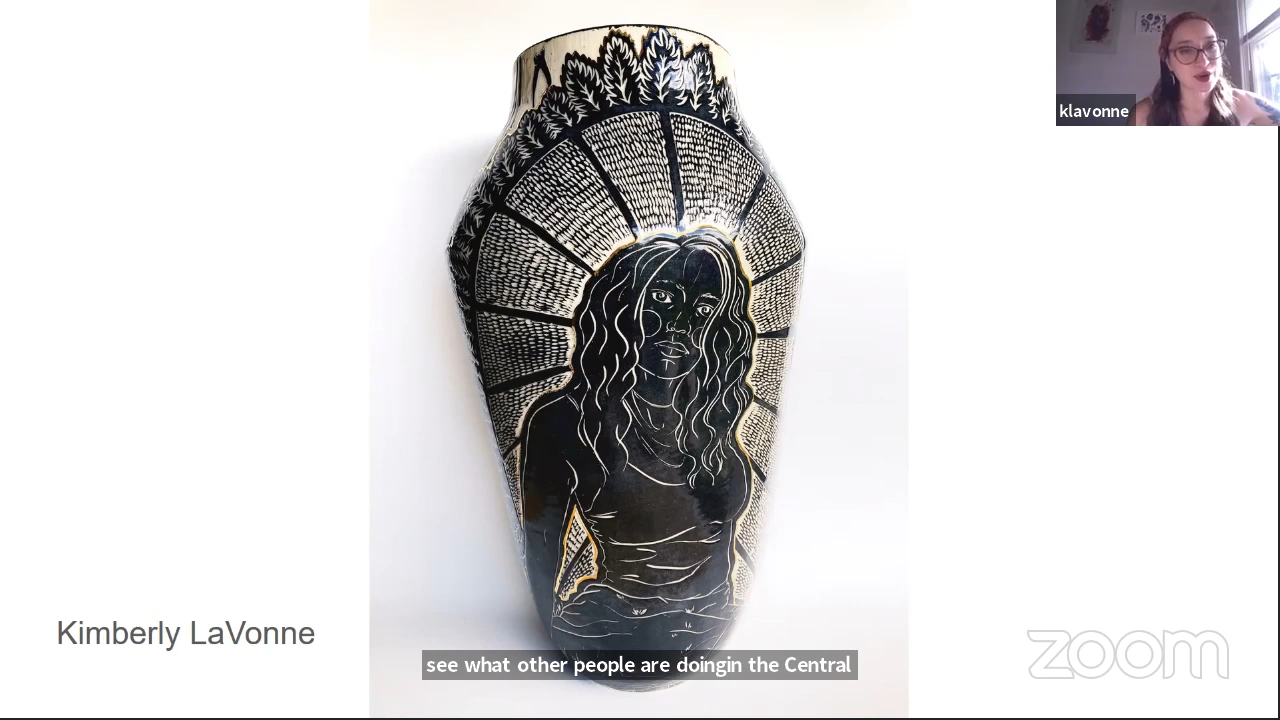 klavonne
Kimberly LaVonne
see what other people are doingin the Central
zoom